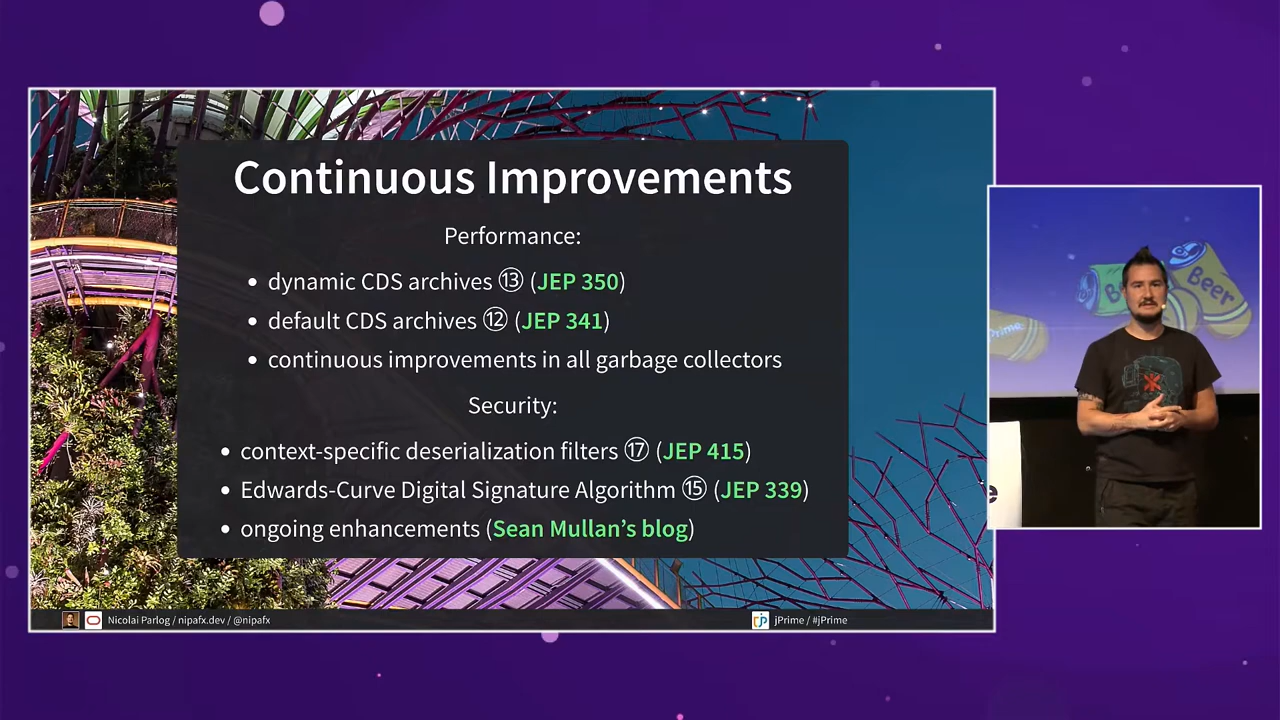 Continuous Improvements
Performance:
• dynamic CDS archives ⑬ (JEP 350)
• default CDS archives ⑫ (JEP 341)
• continuous improvements in all garbage collectors
Security:
• context-specific deserialization filters ⑰ (JEP 415)
• Edwards-Curve Digital Signature Algorithm ⑮ (JEP 339)
• ongoing enhancements (Sean Mullan’s blog)
Nicolai Parlog / nipafx.dev / @nipafx
jPrime / #jPrime
Beer